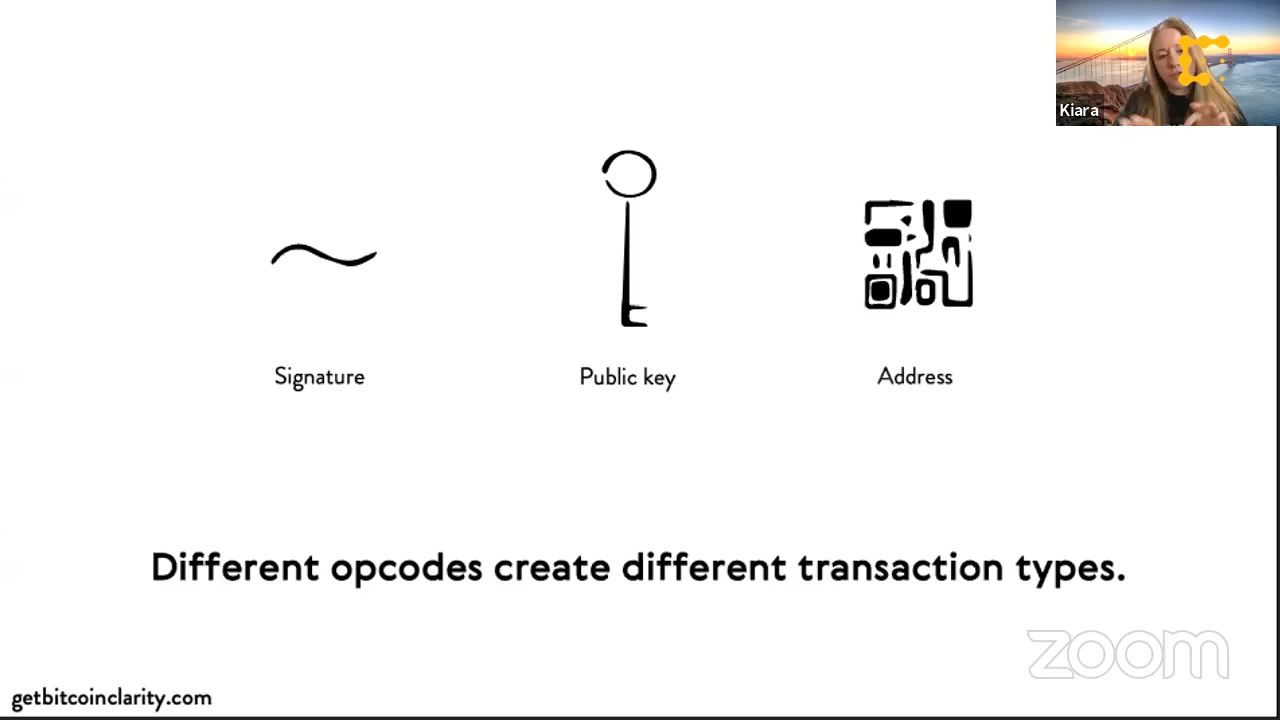 Kiara
Signature
Public key
Address
Different opcodes create different transaction types.
zoom
getbitcoinclarity.com